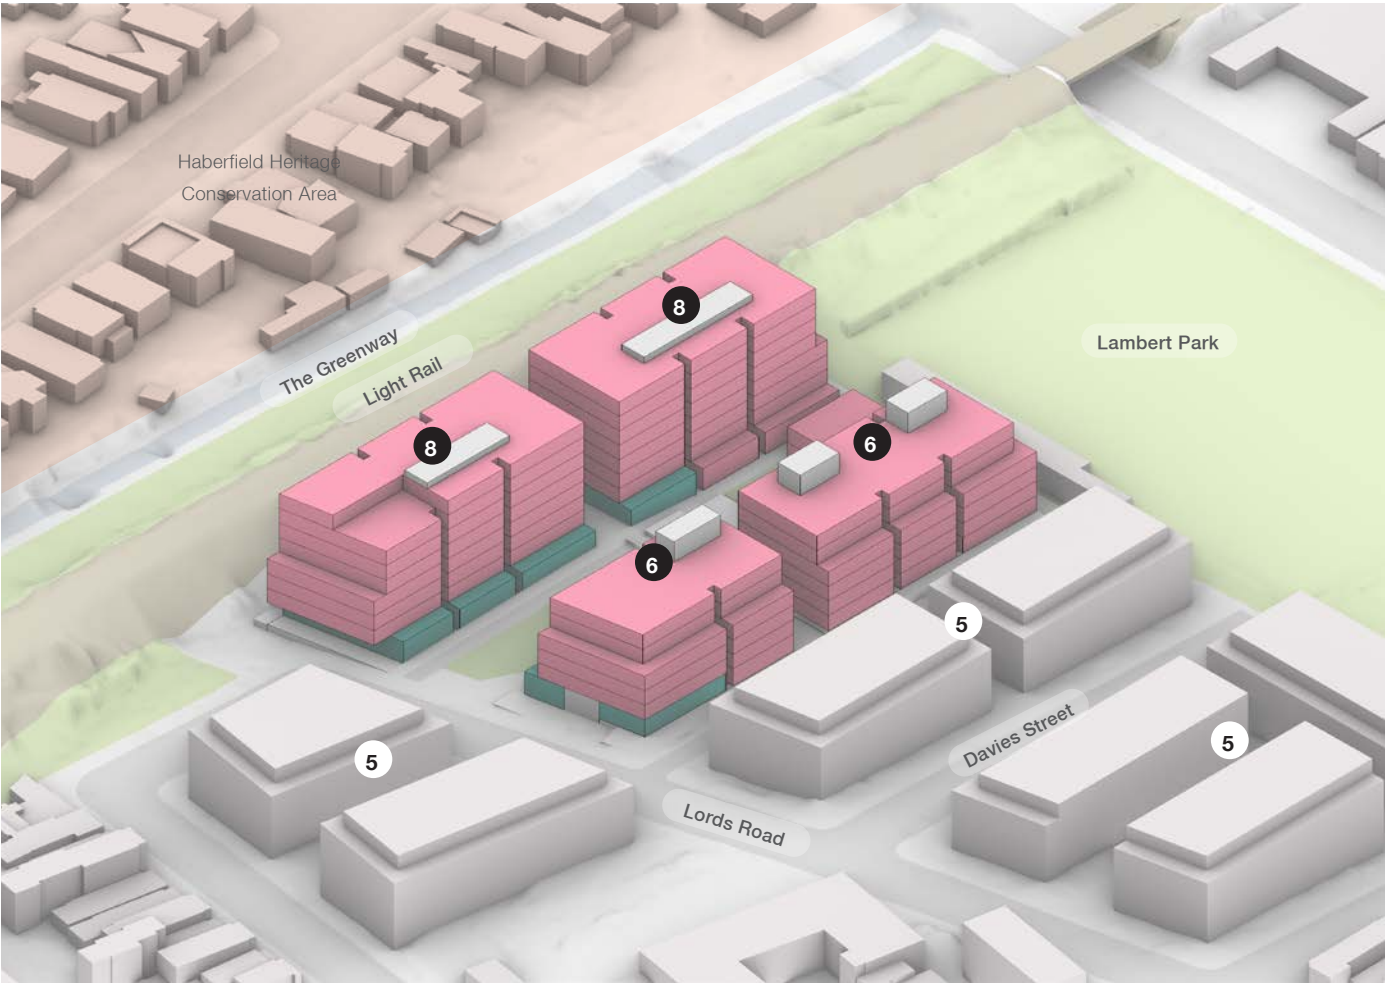 Haberfield Heritage
Conservation Area
8
The Greenway
Light Rail
Lambert Park
8
6
6
5
5
5
Davies Street
Lords Road